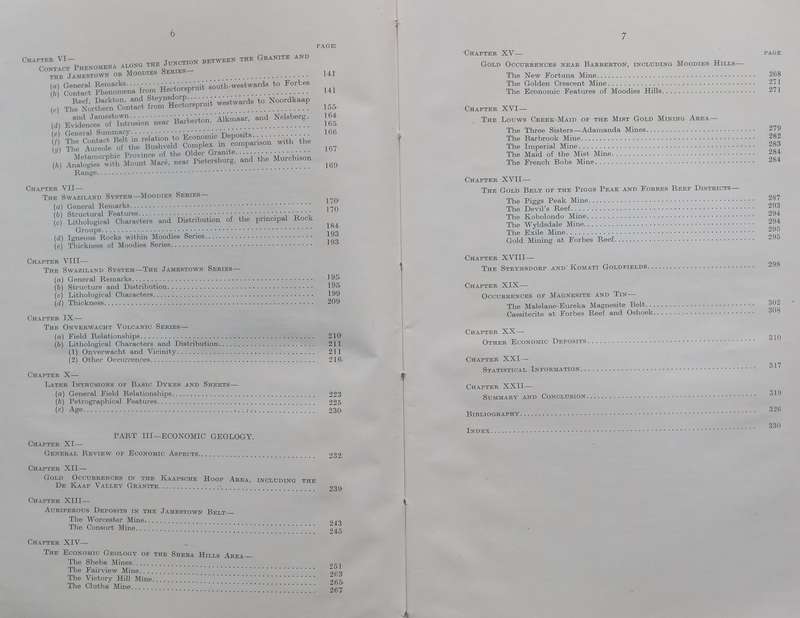 6
PAGE
CHAPTER VI—
CONTACT PHENOMENA ALONG THE JUNCTION BETWEEN THE GRANITE AND
THE JAMESTOWN OR MOODIES SERIES—
(a) General Remarks 141
(b) Contact Phenomena from Hectorspruit south-westwards to Forbes
Reef, Darkton, and Steynsdorp 141
(c) The Northern Contact from Hectorspruit westwards to Noordkaap
and Jamestown 155
(d) Evidences of Intrusion near Barberton, Alkmaar, and Nelsberg 164
(e) General Summary 165
(f) The Contact Belt in relation to Economic Deposits 166
(g) The Aureole of the Bushveld Complex in comparison with the
Metamorphic Province of the Older Granite 167
(h) Analogies with Mount Maré, near Pietersburg, and the Murchison
Range 169
CHAPTER VII—
THE SWAZILAND SYSTEM—MOODIES SERIES—
(a) General Remarks 170
(b) Structural Features 170
(c) Lithological Characters and Distribution of the principal Rock
Groups 184
(d) Igneous Rocks within Moodies Series 193
(e) Thickness of Moodies Series 193
CHAPTER VIII—
THE SWAZILAND SYSTEM—THE JAMESTOWN SERIES—
(a) General Remarks 195
(b) Structure and Distribution 195
(c) Lithological Characters 199
(d) Thickness 209
CHAPTER IX—
THE ONVERWACHT VOLCANIC SERIES—
(a) Field Relationships 210
(b) Lithological Characters and Distribution 211
(1) Onverwacht and Vicinity 211
(2) Other Occurrences 216
CHAPTER X—
LATER INTRUSIONS OF BASIC DYKES AND SHEETS—
(a) General Field Relationships 223
(b) Petrographical Features 225
(c) Age 230
PART III—ECONOMIC GEOLOGY.
CHAPTER XI—
GENERAL REVIEW OF ECONOMIC ASPECTS 232
CHAPTER XII—
GOLD OCCURRENCES IN THE KAAPSCHE HOOP AREA, INCLUDING THE
DE KAAP VALLEY GRANITE 239
CHAPTER XIII—
AURIFEROUS DEPOSITS IN THE JAMESTOWN BELT—
The Worcester Mine 243
The Consort Mine 245
CHAPTER XIV—
THE ECONOMIC GEOLOGY OF THE SHEBA HILLS AREA—
The Sheba Mines 251
The Fairview Mine 263
The Victory Hill Mine 265
The Clutha Mine 267
7
PAGE
CHAPTER XV—
GOLD OCCURRENCES NEAR BARBERTON, INCLUDING MOODIES HILLS—
The New Fortuna Mine 268
The Golden Crescent Mine 271
The Economic Features of Moodies Hills 271
CHAPTER XVI—
THE LOUWS CREEK-MAID OF THE MIST GOLD MINING AREA—
The Three Sisters—Adamanda Mines 279
The Barbrook Mine 282
The Imperial Mine 283
The Maid of the Mist Mine 284
The French Bobs Mine 284
CHAPTER XVII—
THE GOLD BELT OF THE PIGGS PEAK AND FORBES REEF DISTRICTS—
The Piggs Peak Mine 287
The Devil's Reef 293
The Kobolondo Mine 294
The Wyldsdale Mine 294
The Exile Mine 295
Gold Mining at Forbes Reef 295
CHAPTER XVIII—
THE STEYNSDORP AND KOMATI GOLDFIELDS 298
CHAPTER XIX—
OCCURRENCES OF MAGNESITE AND TIN—
The Malelane-Eureka Magnesite Belt 302
Cassiterite at Forbes Reef and Oshoek 308
CHAPTER XX—
OTHER ECONOMIC DEPOSITS 310
CHAPTER XXI—
STATISTICAL INFORMATION 317
CHAPTER XXII—
SUMMARY AND CONCLUSION 319
BIBLIOGRAPHY 326
INDEX 330